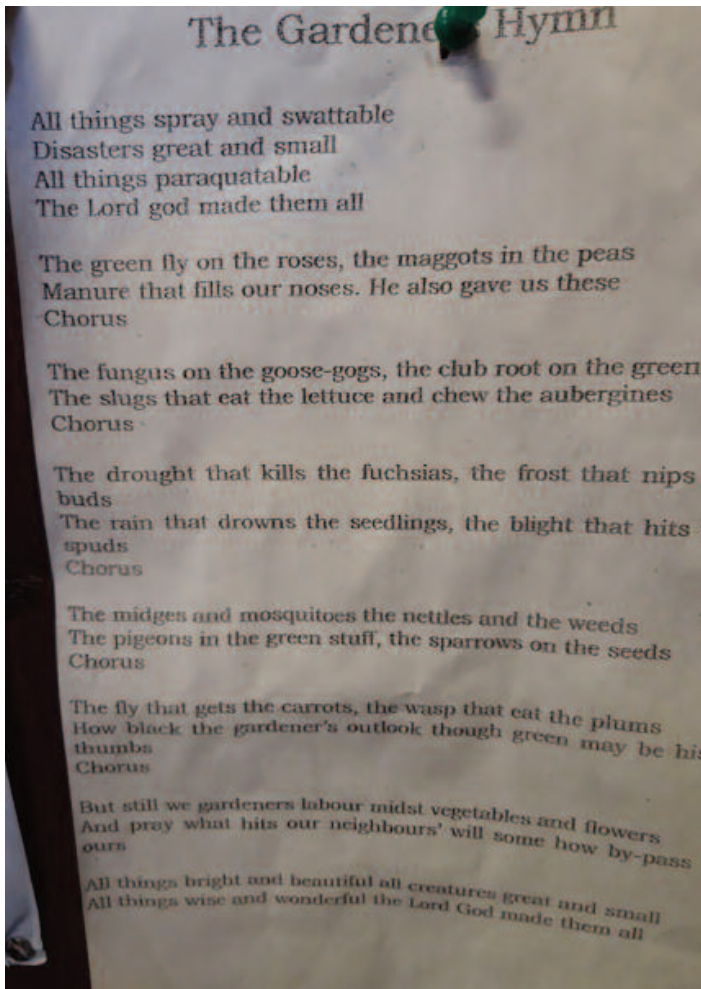 The Gardene Hymn
All things spray and swattable
Disasters great and small
All things paraquatable
The Lord god made them all
The green fly on the roses, the maggots in the peas
Manure that fills our noses. He also gave us these
Chorus
The fungus on the goose-gogs, the club root on the green
The slugs that eat the lettuce and chew the aubergines
Chorus
The drought that kills the fuchsias, the frost that nips
buds
The rain that drowns the seedlings, the blight that hits
spuds
Chorus
The midges and mosquitoes the nettles and the weeds
The pigeons in the green stuff, the sparrows on the seeds
Chorus
The fly that gets the carrots, the wasp that eat the plums
How black the gardener's outlook though green may be his
thumbs
Chorus
But still we gardeners labour midst vegetables and flowers
And pray what hits our neighbours' will some how by-pass
ours
All things bright and beautiful all creatures great and small
All things wise and wonderful the Lord God made them all